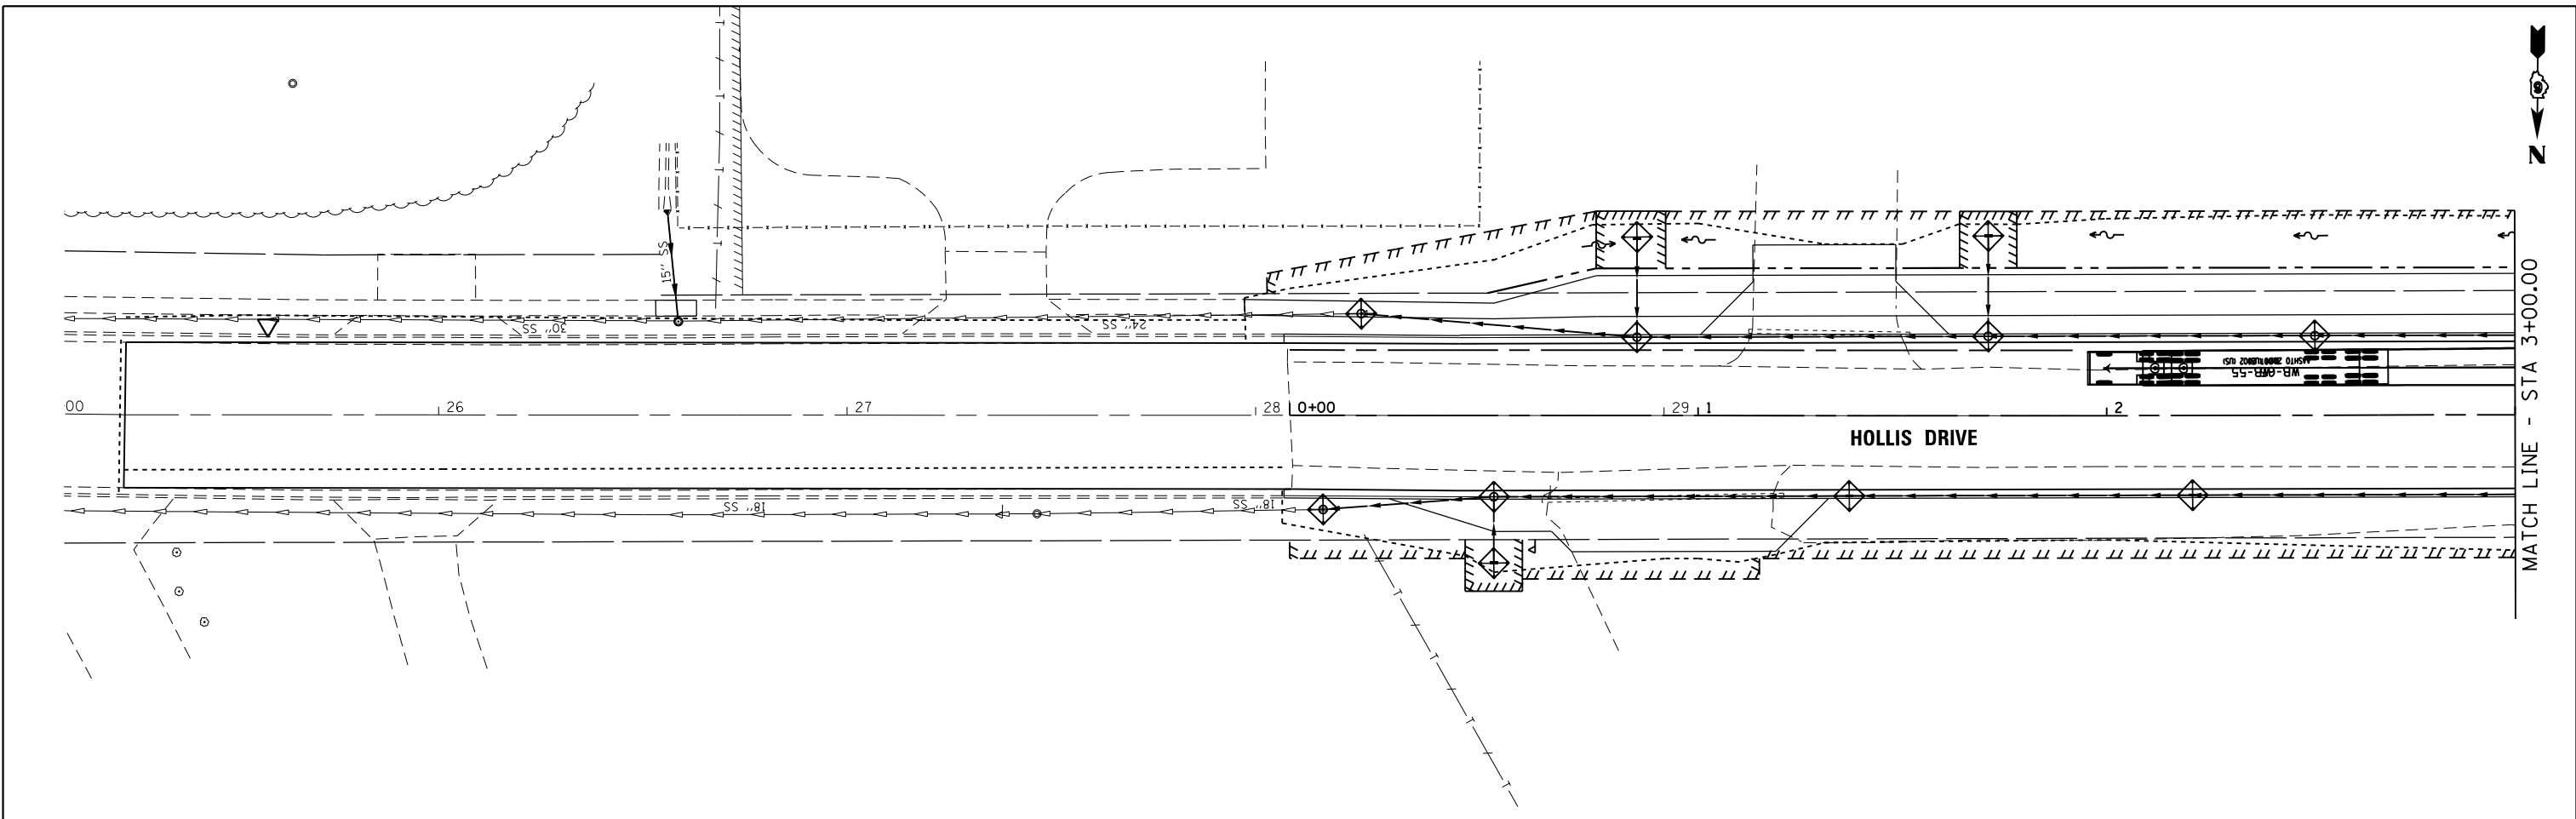 N
15" SS
30" SS
24" SS
MATCH LINE - STA 3+00.00
WB-55
00
26
27
28
0+00
29
1
2
HOLLIS DRIVE
18" SS
18" SS